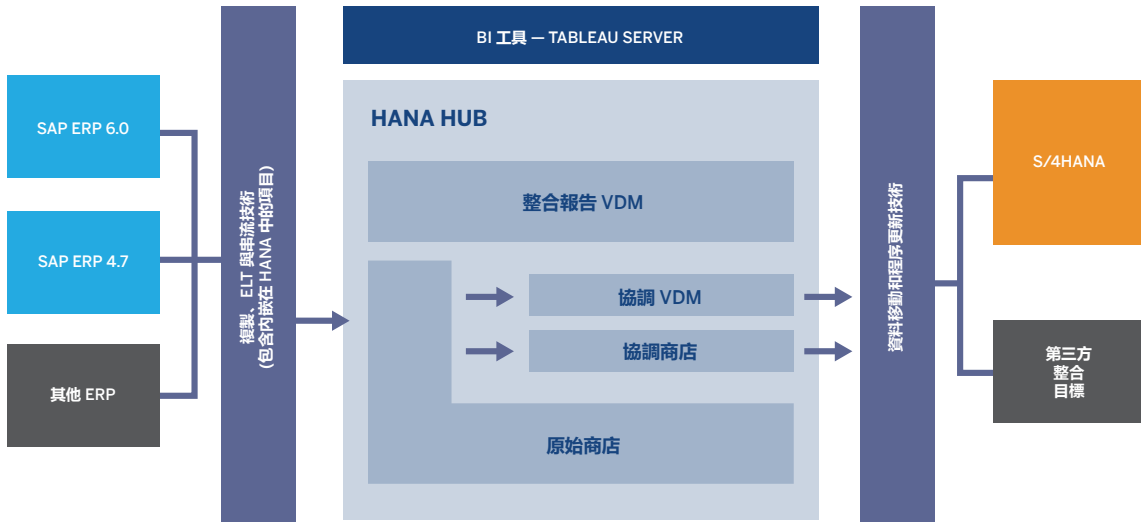 SAP ERP 6.0
SAP ERP 4.7
其他 ERP
複製、ELT 與串流技術
(包含內嵌在 HANA 中的項目)
BI 工具 — TABLEAU SERVER
HANA HUB
整合報告 VDM
協調 VDM
協調商店
原始商店
資料移動和程序更新技術
S/4HANA
第三方
整合
目標